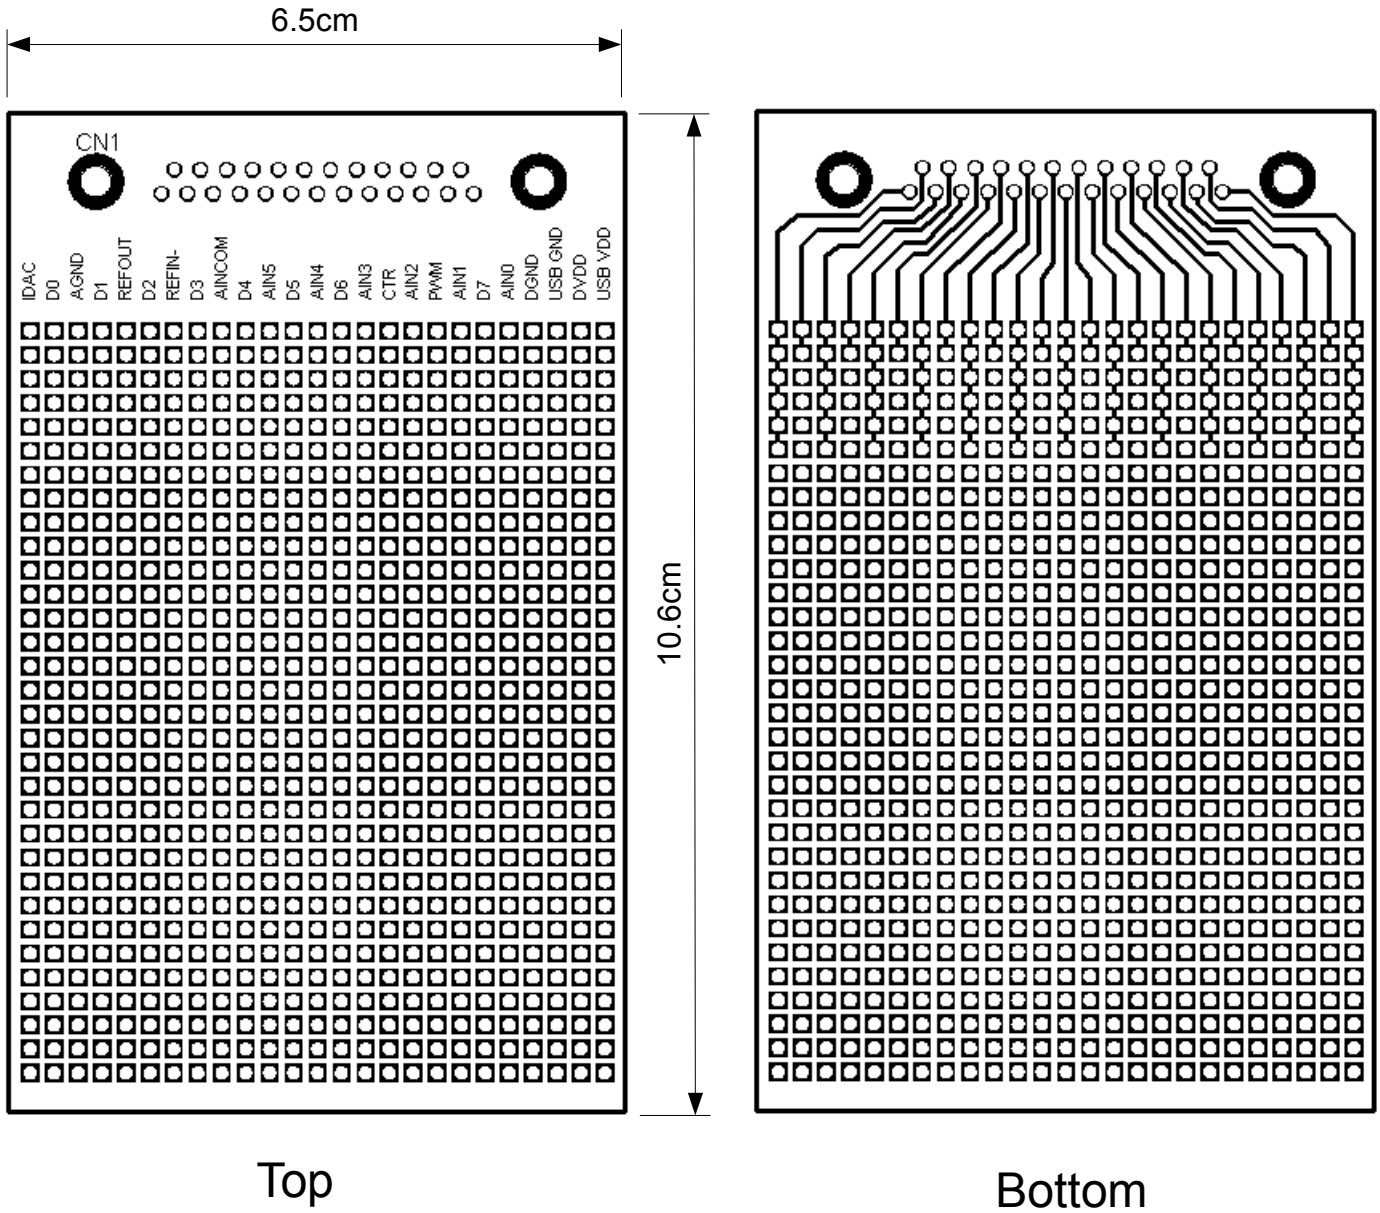 6.5cm
CN1
IDAC
D0
AGND
D1
REFOUT
D2
REFIN-
D3
AINCOM
D4
AIN5
D5
AIN4
D6
AIN3
CTR
AIN2
PWM
AIN1
D7
AIN0
DGND
USB GND
DVDD
USB VDD
10.6cm
Top
Bottom